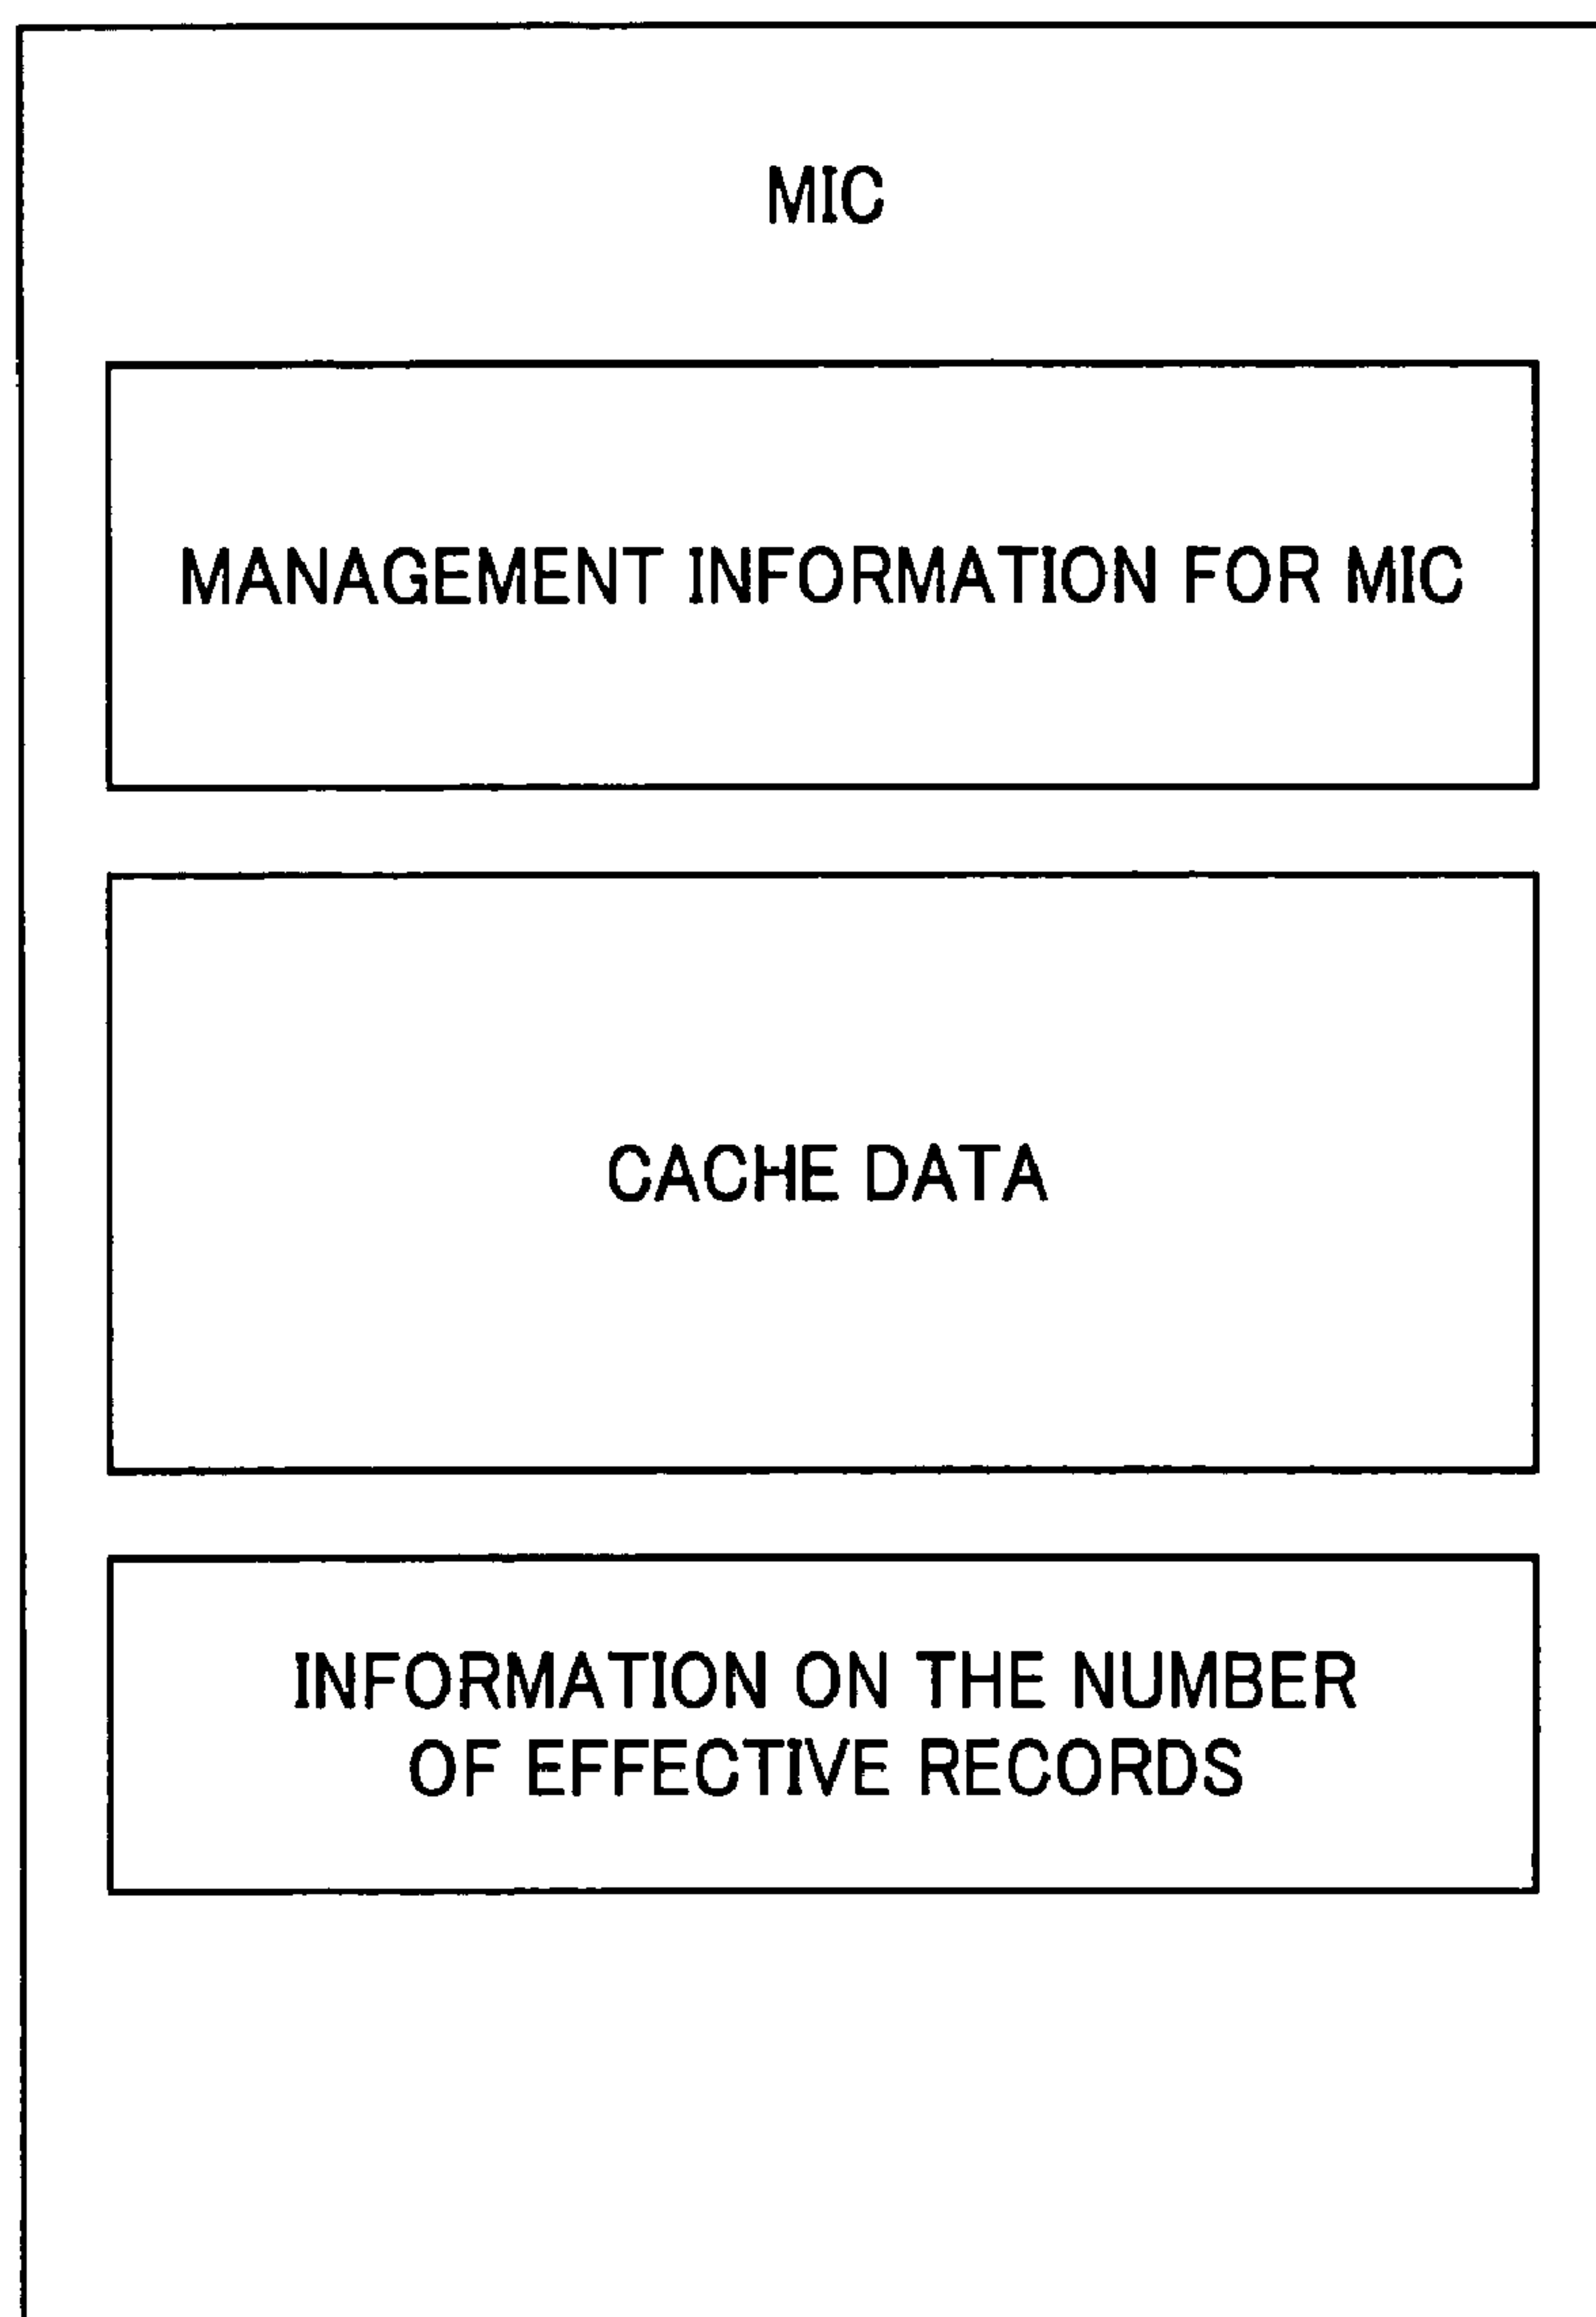 MIC
MANAGEMENT INFORMATION FOR MIC
CACHE DATA
INFORMATION ON THE NUMBER
OF EFFECTIVE RECORDS